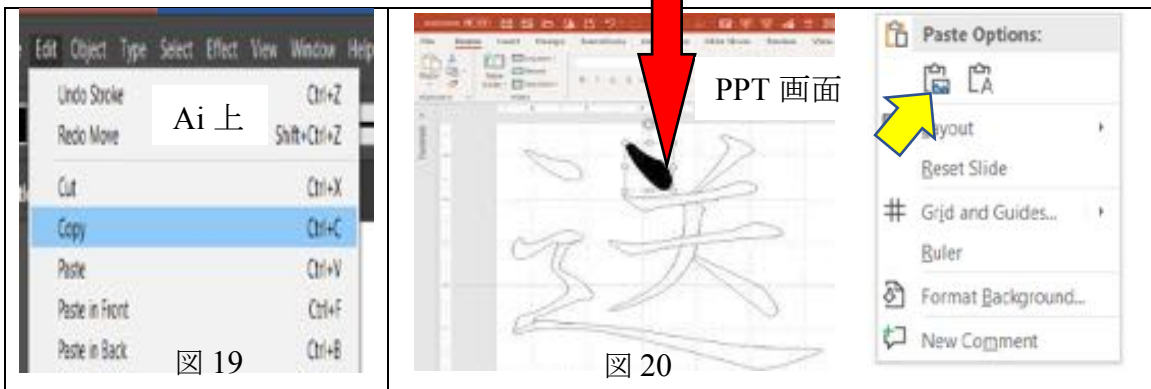 Edit Object Type Select Effect View Window Help
Undo Stroke Ctrl+Z
Ai 上
Redo Move Shift+Ctrl+Z
Cut Ctrl+X
Copy Ctrl+C
Paste Ctrl+V
Paste in Front Ctrl+F
Paste in Back Ctrl+B
図 19
PPT 画面
送
図 20
Paste Options:
Layout
Reset Slide
Grid and Guides...
Ruler
Format Background...
New Comment